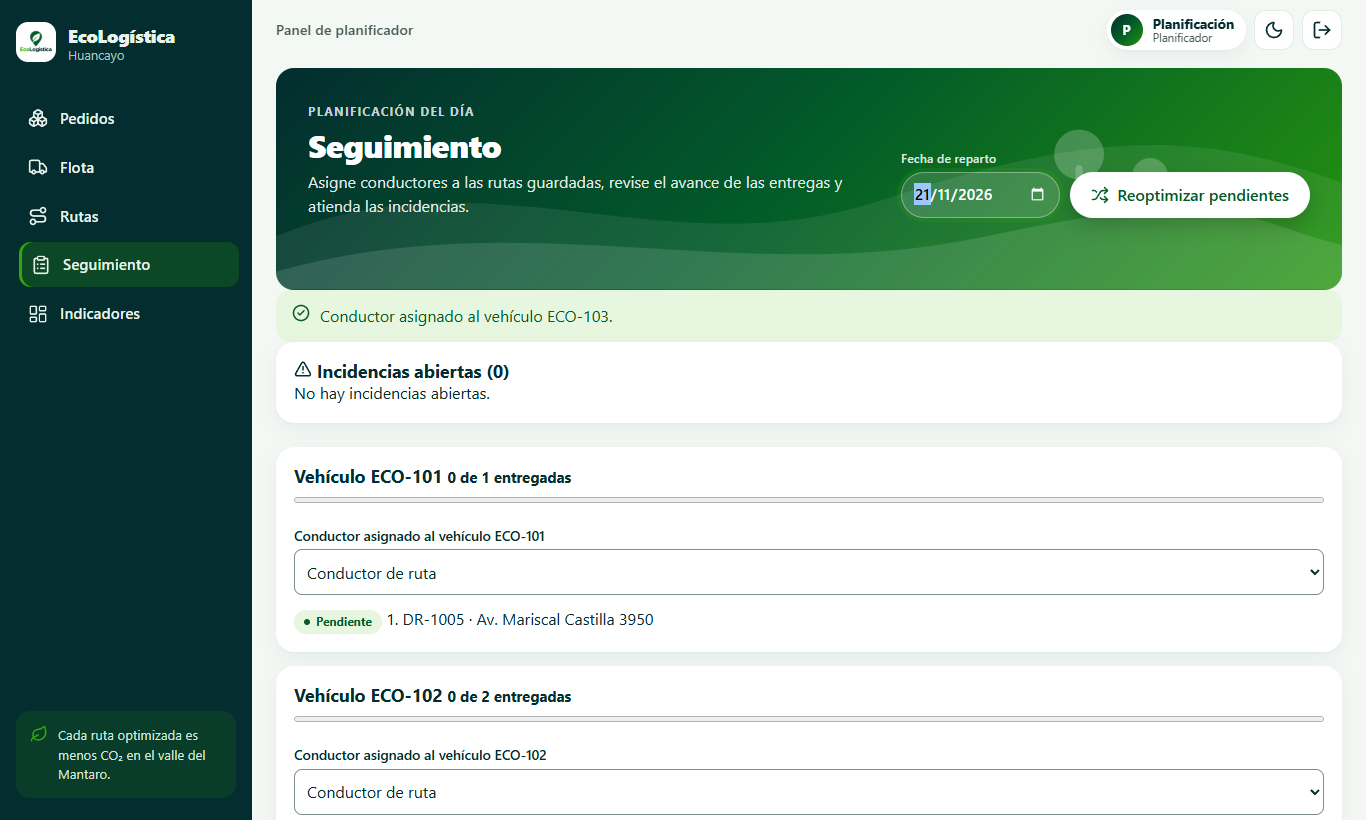 EcoLogística
EcoLogística
Huancayo
Pedidos
Flota
Rutas
Seguimiento
Indicadores
Cada ruta optimizada es
menos CO₂ en el valle del
Mantaro.
Panel de planificador
P
Planificación
Planificador
PLANIFICACIÓN DEL DÍA
Seguimiento
Asigne conductores a las rutas guardadas, revise el avance de las entregas y
atienda las incidencias.
Fecha de reparto
21/11/2026
Reoptimizar pendientes
Conductor asignado al vehículo ECO-103.
Incidencias abiertas (0)
No hay incidencias abiertas.
Vehículo ECO-101 0 de 1 entregadas
Conductor asignado al vehículo ECO-101
Conductor de ruta
Pendiente 1. DR-1005 · Av. Mariscal Castilla 3950
Vehículo ECO-102 0 de 2 entregadas
Conductor asignado al vehículo ECO-102
Conductor de ruta